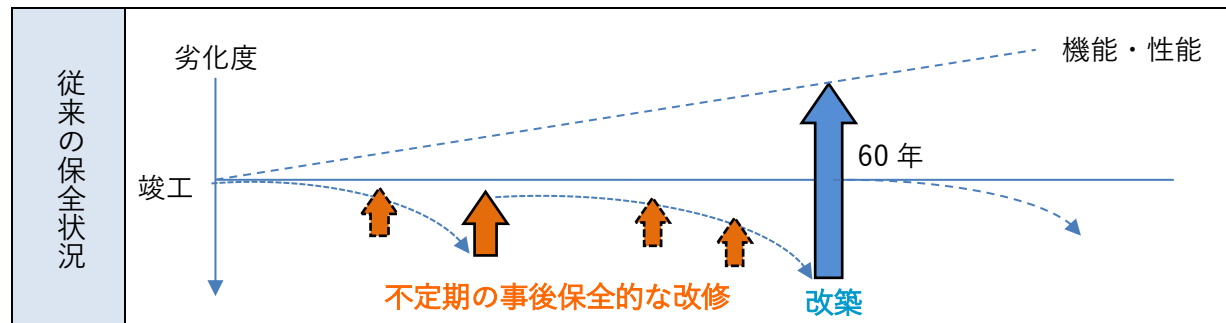 従来の保全状況
劣化度
機能・性能
60 年
竣工
不定期の事後保全的な改修
改築